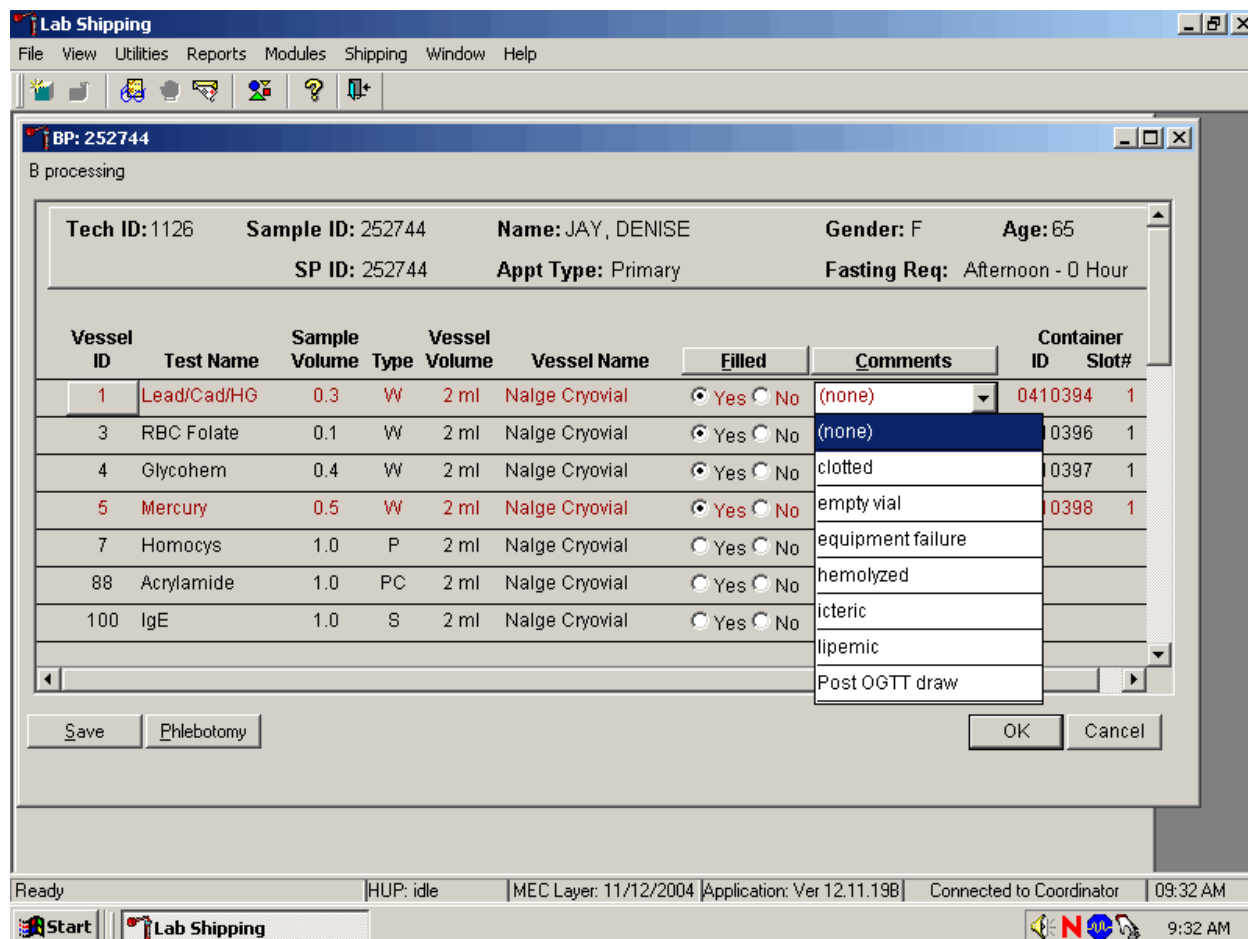 Lab Shipping
File View Utilities Reports Modules Shipping Window Help
BP: 252744
B processing
Tech ID: 1126 Sample ID: 252744 Name: JAY, DENISE Gender: F Age: 65
SP ID: 252744 Appt Type: Primary Fasting Req: Afternoon - 0 Hour
Vessel Sample Vessel Container
ID Test Name Volume Type Volume Vessel Name Filled Comments ID Slot#
1 Lead/Cad/HG 0.3 W 2 ml Nalge Cryovial Yes No (none) 0410394 1
3 RBC Folate 0.1 W 2 ml Nalge Cryovial Yes No (none) 0396 1
4 Glycohem 0.4 W 2 ml Nalge Cryovial Yes No clotted 0397 1
5 Mercury 0.5 W 2 ml Nalge Cryovial Yes No empty vial 0398 1
7 Homocys 1.0 P 2 ml Nalge Cryovial Yes No equipment failure
88 Acrylamide 1.0 PC 2 ml Nalge Cryovial Yes No hemolyzed
100 IgE 1.0 S 2 ml Nalge Cryovial Yes No icteric
lipemic
Post OGTT draw
Save Phlebotomy OK Cancel
Ready HUP: idle MEC Layer: 11/12/2004 Application: Ver 12.11.19B Connected to Coordinator 09:32 AM
Start Lab Shipping N 9:32 AM